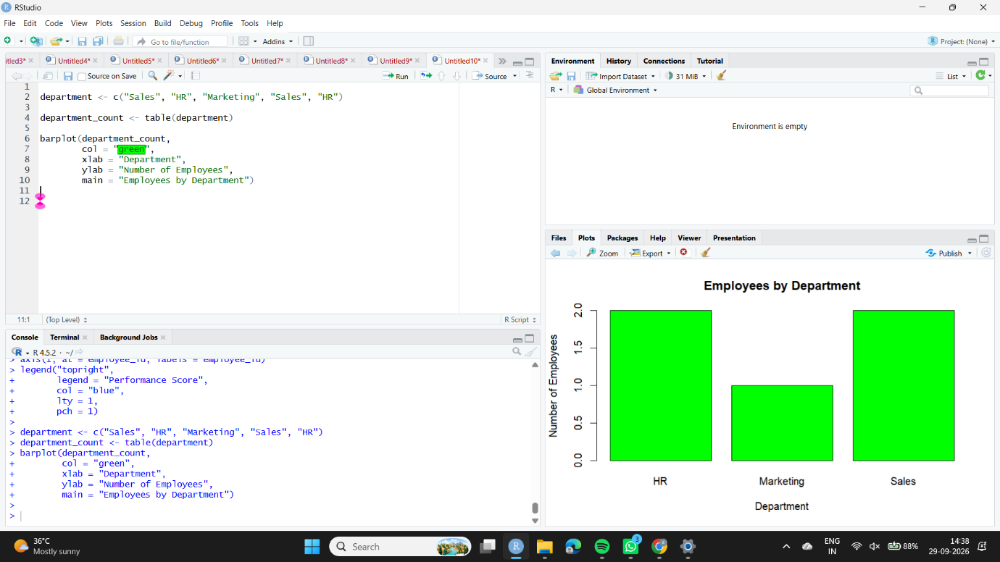 RStudio
File Edit Code View Plots Session Build Debug Profile Tools Help
Go to file/function Addins Project: (None)
itled3* Untitled4* Untitled5* Untitled6* Untitled7* Untitled8* Untitled9* Untitled10*
Source on Save Run Source
1
2 department <- c("Sales", "HR", "Marketing", "Sales", "HR")
3
4 department_count <- table(department)
5
6 barplot(department_count,
7 col = "green",
8 xlab = "Department",
9 ylab = "Number of Employees",
10 main = "Employees by Department")
11
12
11:1 (Top Level) R Script
Console Terminal Background Jobs
R 4.5.2 · ~/
> axis(1, at = employee_id, labels = employee_id)
> legend("topright",
+ legend = "Performance Score",
+ col = "blue",
+ lty = 1,
+ pch = 1)
>
> department <- c("Sales", "HR", "Marketing", "Sales", "HR")
> department_count <- table(department)
> barplot(department_count,
+ col = "green",
+ xlab = "Department",
+ ylab = "Number of Employees",
+ main = "Employees by Department")
>
>
Environment History Connections Tutorial
Import Dataset 31 MiB List
R Global Environment
Environment is empty
Files Plots Packages Help Viewer Presentation
Zoom Export Publish
Employees by Department
Number of Employees
2.0
1.5
1.0
0.5
0.0
HR Marketing Sales
Department
36°C
Mostly sunny
Search
3
ENG
IN
88%
14:38
29-09-2026